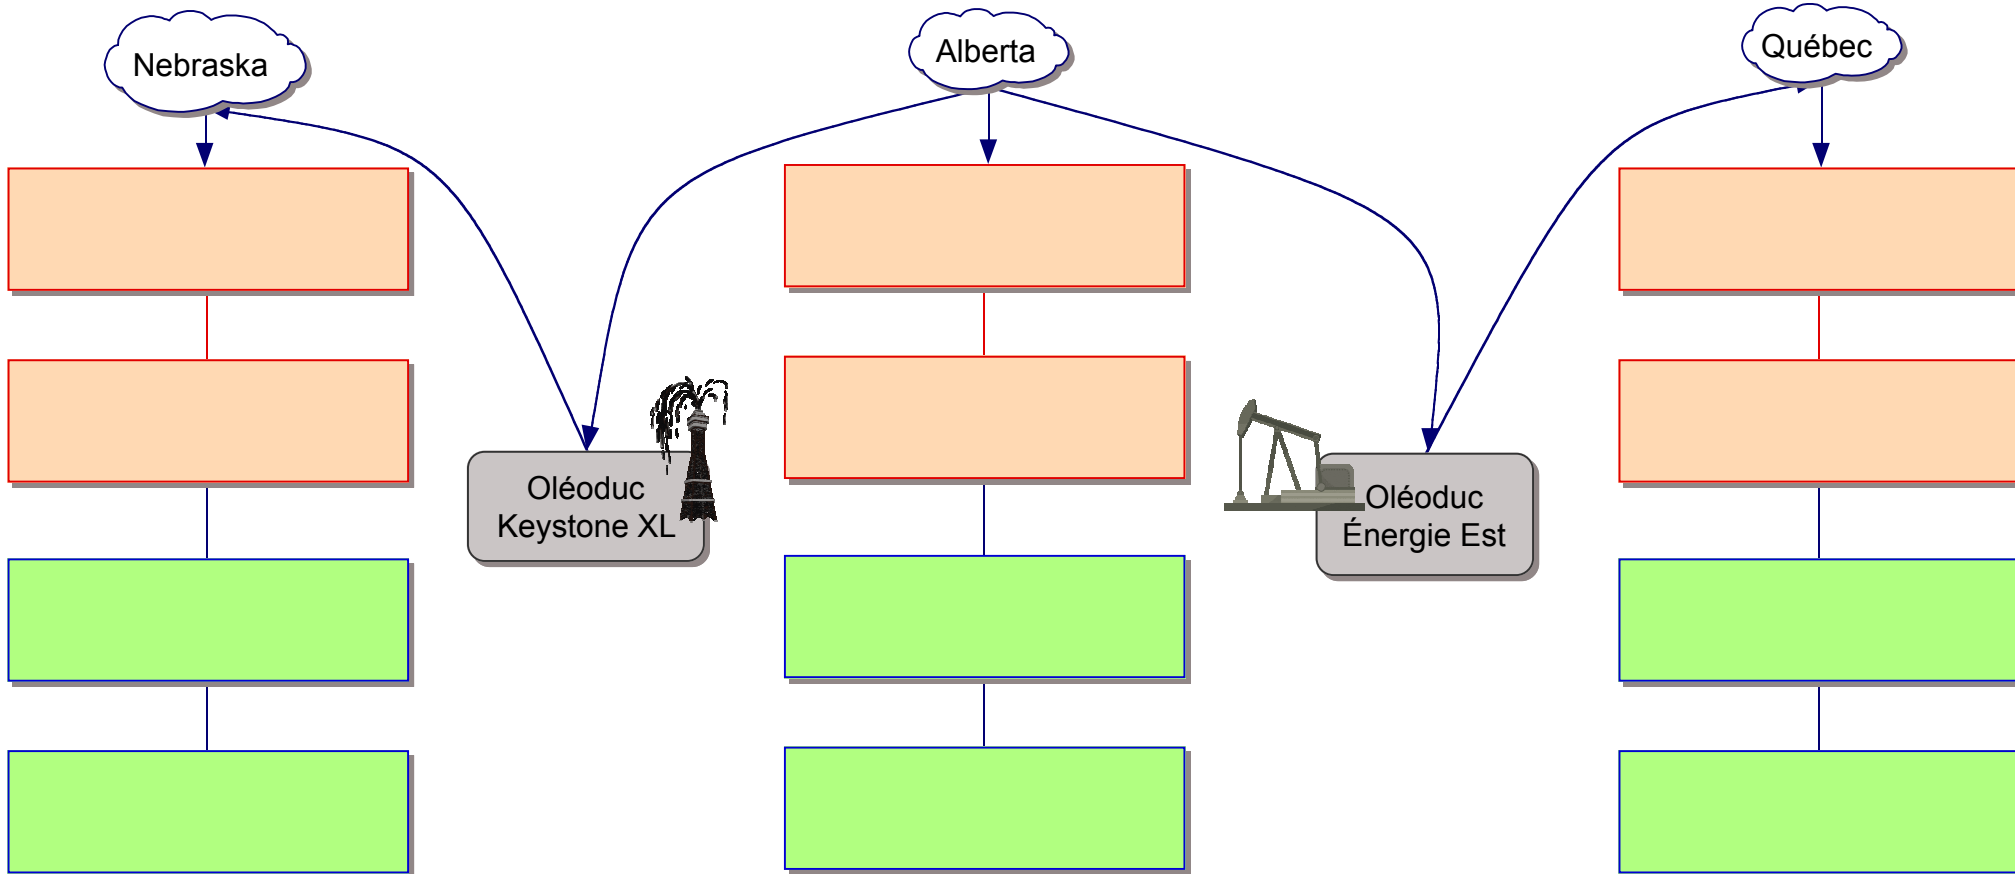 Nebraska
Alberta
Québec
Oléoduc
Keystone XL
Oléoduc
Énergie Est